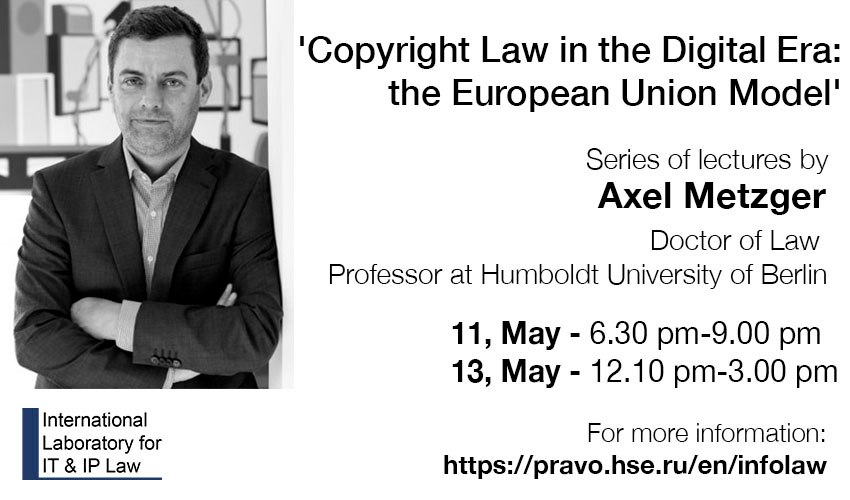 'Copyright Law in the Digital Era:
the European Union Model'
Series of lectures by
Axel Metzger
Doctor of Law
Professor at Humboldt University of Berlin
11, May - 6.30 pm-9.00 pm
13, May - 12.10 pm-3.00 pm
For more information:
https://pravo.hse.ru/en/infolaw
International
Laboratory for
IT & IP Law